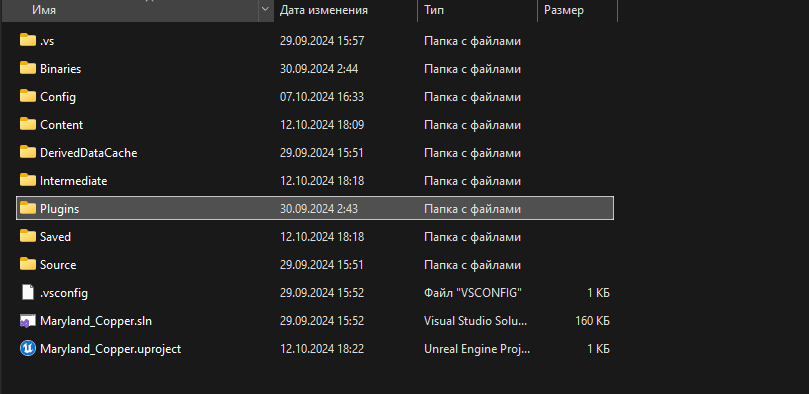 Имя Дата изменения Тип Размер
.vs 29.09.2024 15:57 Папка с файлами
Binaries 30.09.2024 2:44 Папка с файлами
Config 07.10.2024 16:33 Папка с файлами
Content 12.10.2024 18:09 Папка с файлами
DerivedDataCache 29.09.2024 15:51 Папка с файлами
Intermediate 12.10.2024 18:18 Папка с файлами
Plugins 30.09.2024 2:43 Папка с файлами
Saved 12.10.2024 18:18 Папка с файлами
Source 29.09.2024 15:51 Папка с файлами
.vsconfig 29.09.2024 15:52 Файл "VSCONFIG" 1 КБ
Maryland_Copper.sln 29.09.2024 15:52 Visual Studio Solu... 160 КБ
Maryland_Copper.uproject 12.10.2024 18:22 Unreal Engine Proj... 1 КБ